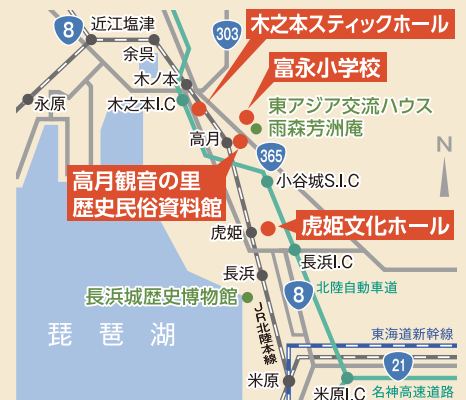 8
近江塩津
余呉
303
木之本スティックホール
木ノ本
富永小学校
永原
木之本I.C
東アジア交流ハウス
雨森芳洲庵
高月
365
N
高月観音の里
歴史民俗資料館
小谷城S.I.C
虎姫
虎姫文化ホール
長浜I.C
長浜
8
北陸自動車道
長浜城歴史博物館
JR北陸本線
琵琶湖
東海道新幹線
21
米原
米原I.C
名神高速道路